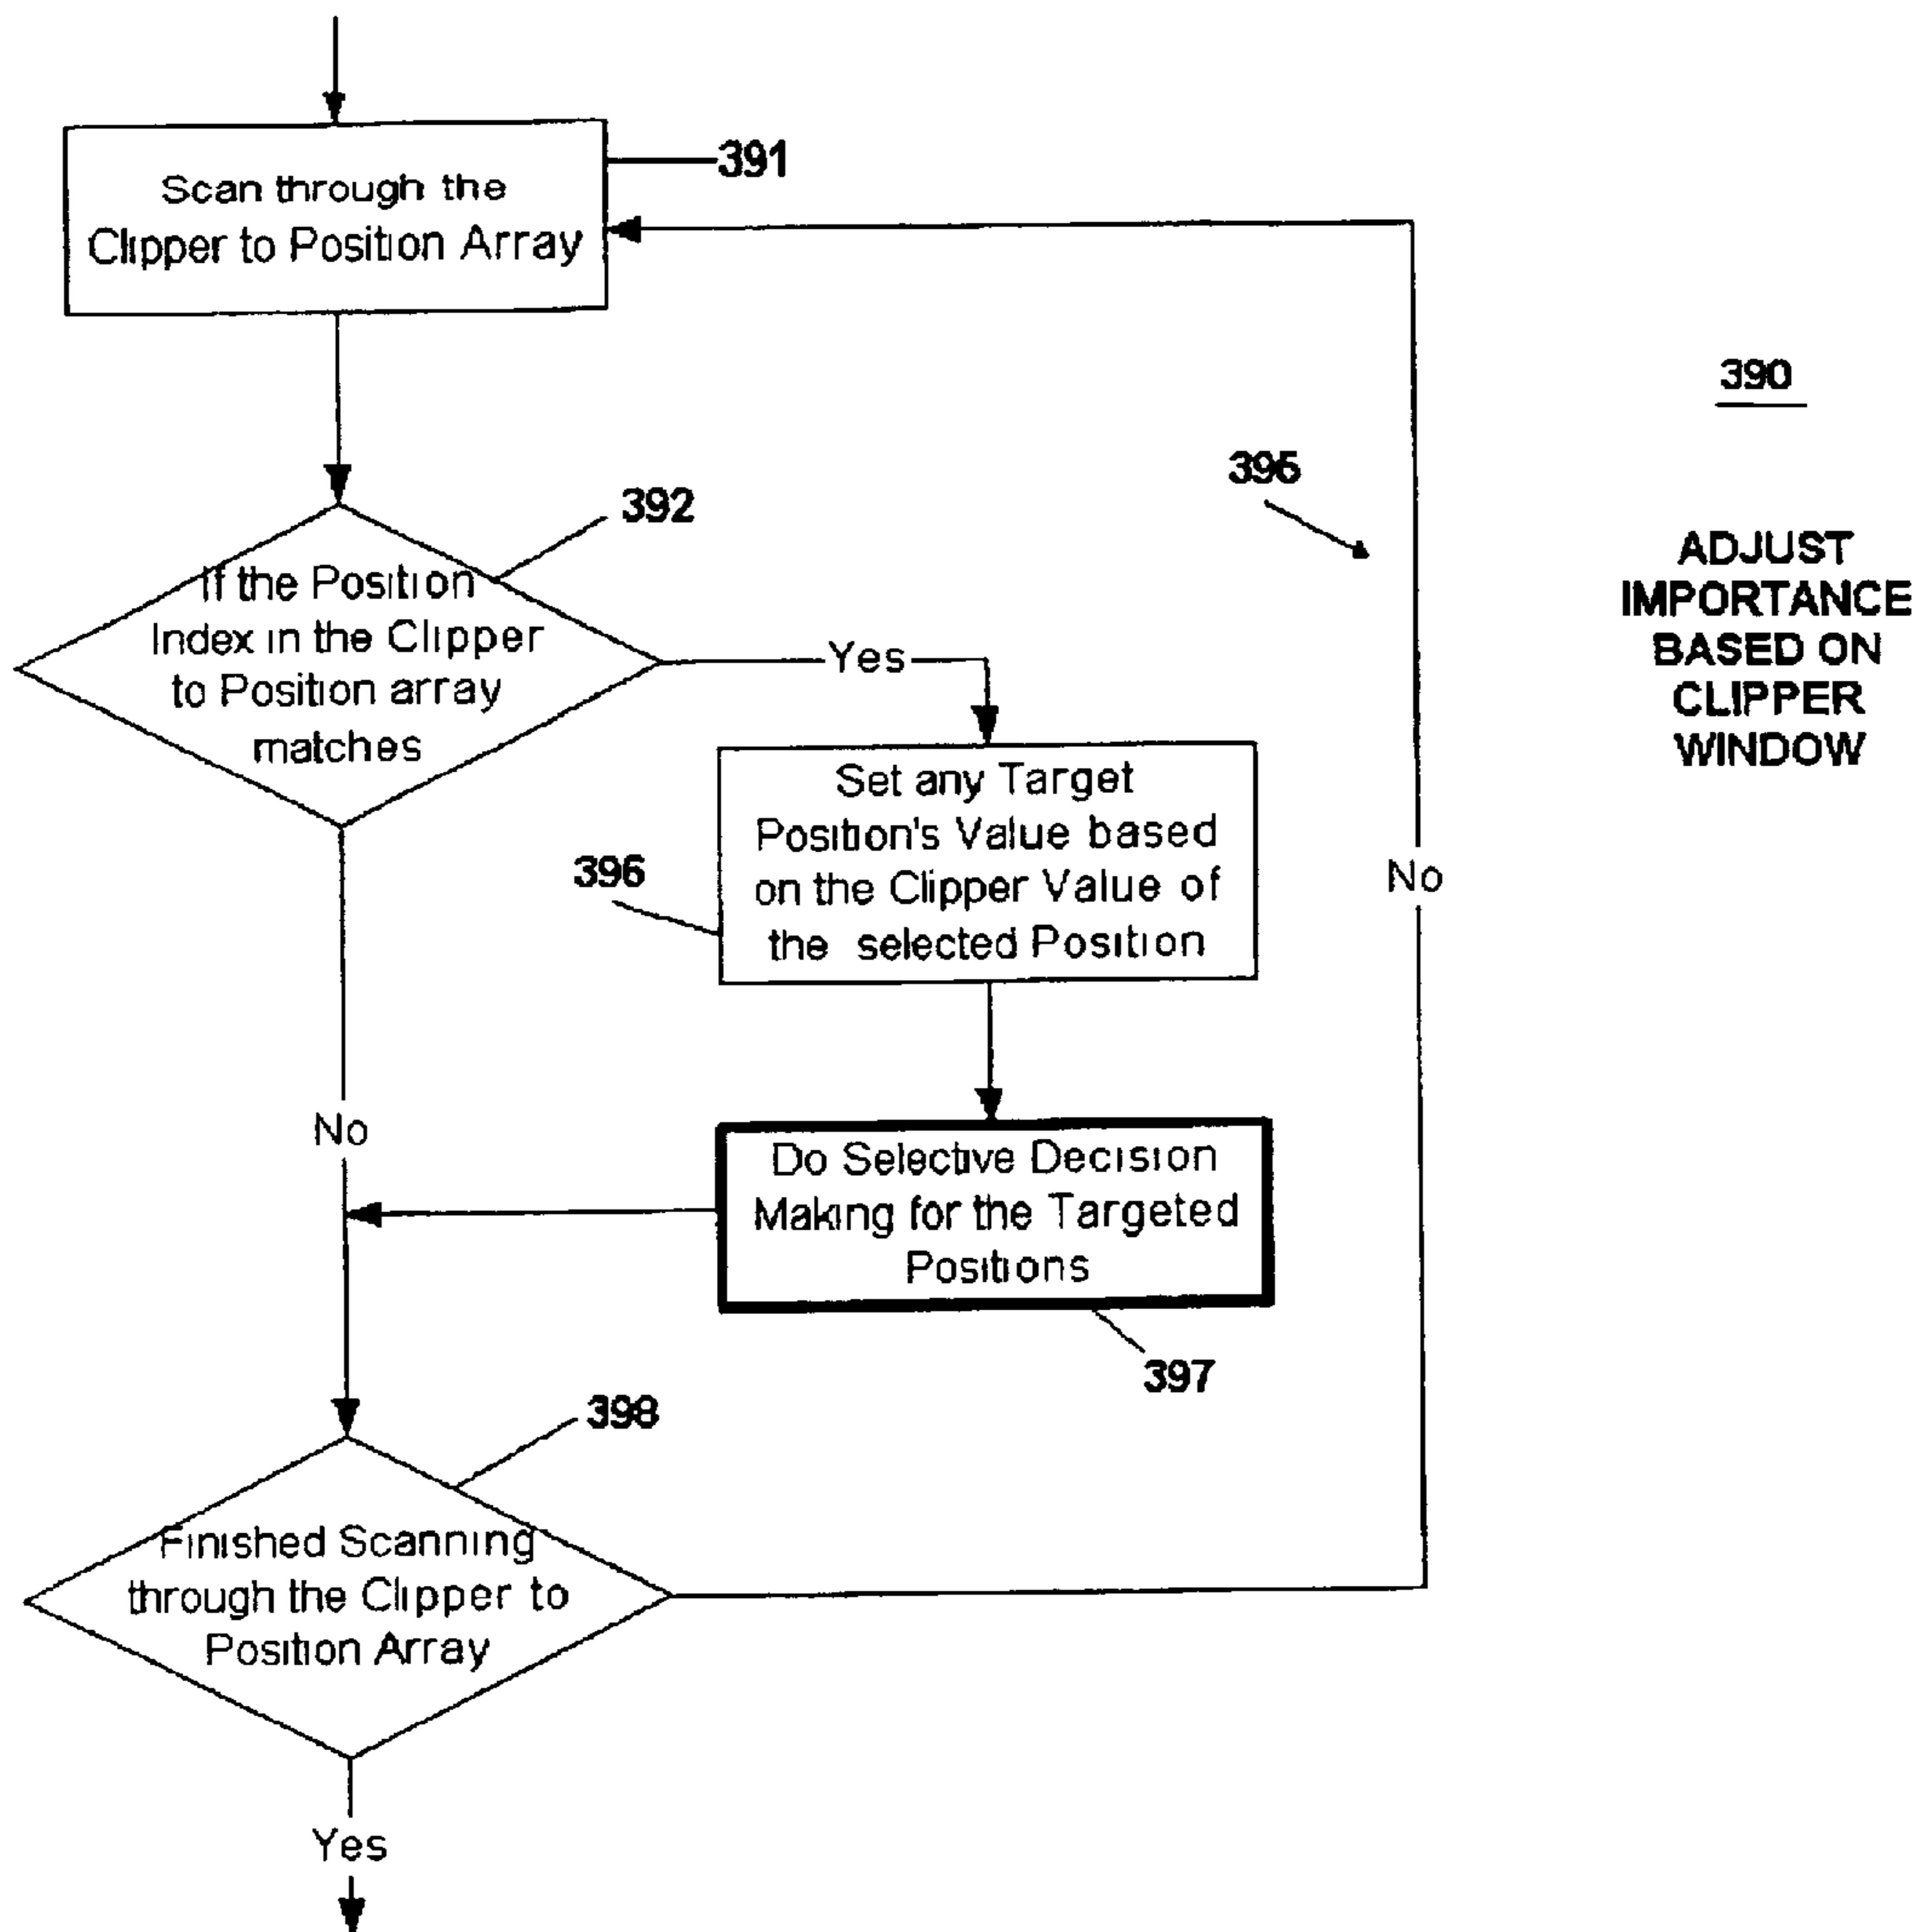 Scan through the
Clipper to Position Array
391
390
ADJUST
IMPORTANCE
BASED ON
CLIPPER
WINDOW
395
392
If the Position
Index in the Clipper
to Position array
matches
Yes
Set any Target
Position's Value based
on the Clipper Value of
the selected Position
396
No
No
Do Selective Decision
Making for the Targeted
Positions
397
398
Finished Scanning
through the Clipper to
Position Array
Yes